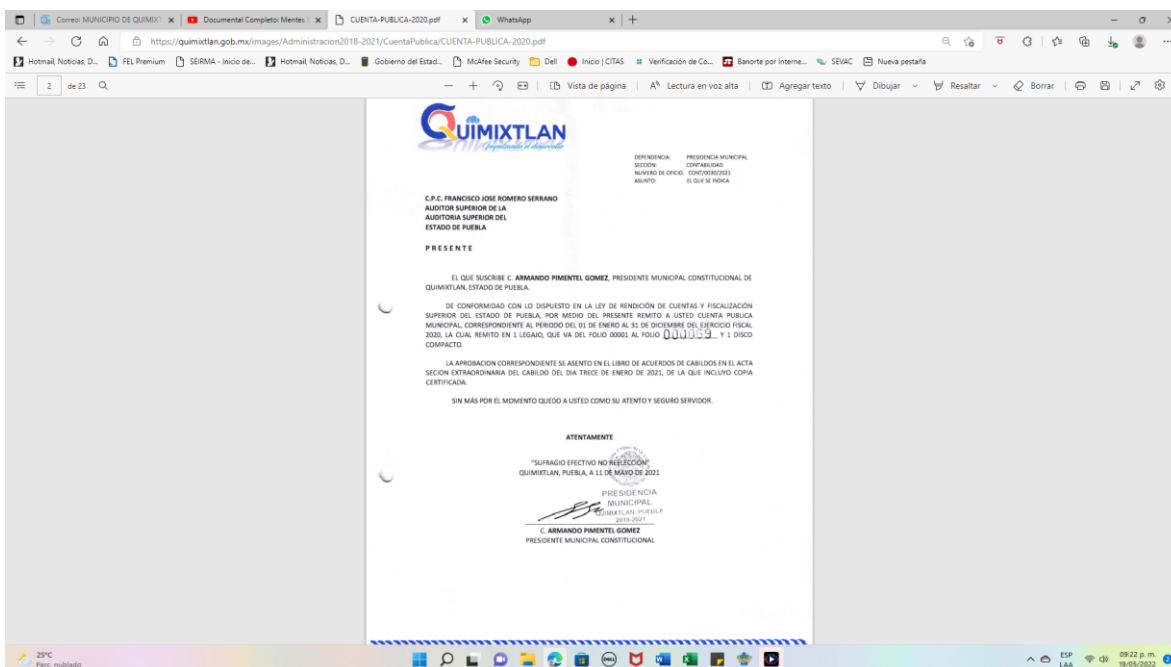 Correo: MUNICIPIO DE QUIMIXT
Documental Completo: Mentes
CUENTA-PUBLICA-2020.pdf
WhatsApp
https://quimixtlan.gob.mx/images/Administracion2018-2021/CuentaPublica/CUENTA-PUBLICA-2020.pdf
Hotmail, Noticias, D...
FEL Premium
SEIRMA - Inicio de...
Hotmail, Noticias, D...
Gobierno del Estad...
McAfee Security
Dell
Inicio | CITAS
Verificación de Co...
Banorte por Interne...
SEVAC
Nueva pestaña
2 de 23
Vista de página
Lectura en voz alta
Agregar texto
Dibujar
Resaltar
Borrar
QUIMIXTLAN
Impulsando el desarrollo
DEPENDENCIA: PRESIDENCIA MUNICIPAL
SECCIÓN: CONTABILIDAD
NUMERO DE OFICIO: CONT/0030/2021
ASUNTO: EL QUE SE INDICA
C.P.C. FRANCISCO JOSE ROMERO SERRANO
AUDITOR SUPERIOR DE LA
AUDITORIA SUPERIOR DEL
ESTADO DE PUEBLA
P R E S E N T E
EL QUE SUSCRIBE C. ARMANDO PIMENTEL GOMEZ, PRESIDENTE MUNICIPAL CONSTITUCIONAL DE
QUIMIXTLAN, ESTADO DE PUEBLA.
DE CONFORMIDAD CON LO DISPUESTO EN LA LEY DE RENDICIÓN DE CUENTAS Y FISCALIZACIÓN
SUPERIOR DEL ESTADO DE PUEBLA, POR MEDIO DEL PRESENTE REMITO A USTED CUENTA PUBLICA
MUNICIPAL, CORRESPONDIENTE AL PERIODO DEL 01 DE ENERO AL 31 DE DICIEMBRE DEL EJERCICIO FISCAL
2020, LA CUAL REMITO EN 1 LEGAJO, QUE VA DEL FOLIO 00001 AL FOLIO 000069 Y 1 DISCO
COMPACTO.
LA APROBACION CORRESPONDIENTE SE ASENTO EN EL LIBRO DE ACUERDOS DE CABILDOS EN EL ACTA
SECION EXTRAORDINARIA DEL CABILDO DEL DIA TRECE DE ENERO DE 2021, DE LA QUE INCLUYO COPIA
CERTIFICADA.
SIN MÁS POR EL MOMENTO QUEDO A USTED COMO SU ATENTO Y SEGURO SERVIDOR.
ATENTAMENTE
"SUFRAGIO EFECTIVO NO REELECCIÓN"
QUIMIXTLAN, PUEBLA, A 11 DE MAYO DE 2021
PRESIDENCIA
MUNICIPAL
QUIMIXTLAN, PUEBLA
2018-2021
C. ARMANDO PIMENTEL GOMEZ
PRESIDENTE MUNICIPAL CONSTITUCIONAL
25°C
Parc. nublado
ESP
LAA
09:22 p. m.
19/05/2022